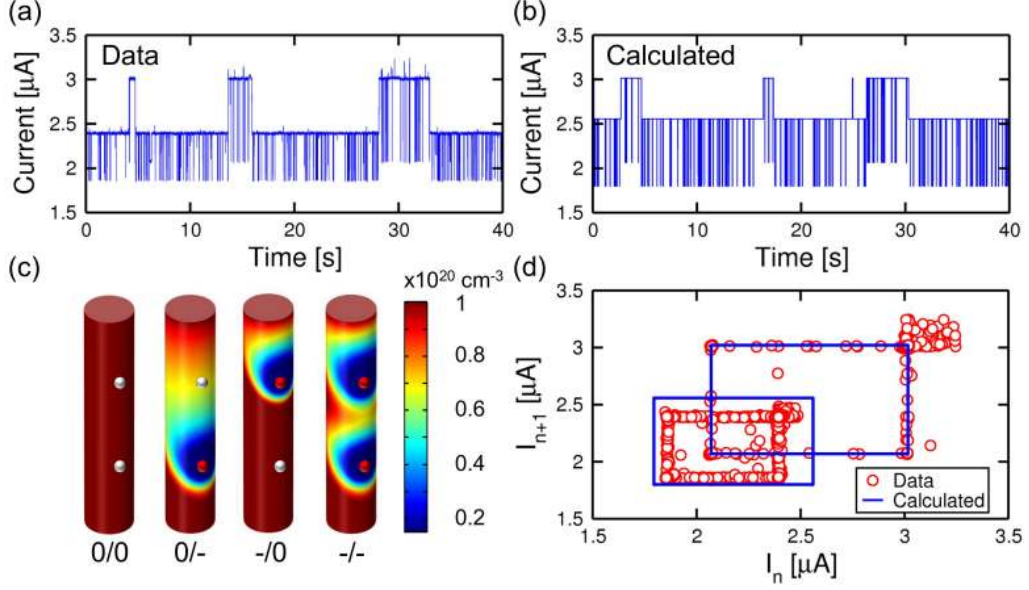 (a)
Data
Current [µA]
3.5
3
2.5
2
1.5
0
10
20
30
40
Time [s]
(b)
Calculated
Current [µA]
3.5
3
2.5
2
1.5
0
10
20
30
40
Time [s]
(c)
x10²⁰ cm⁻³
1
0.8
0.6
0.4
0.2
0/0
0/-
-/0
-/-
(d)
I_{n+1} [µA]
3.5
3
2.5
2
1.5
Data
Calculated
1.5
2
2.5
3
3.5
I_n [µA]